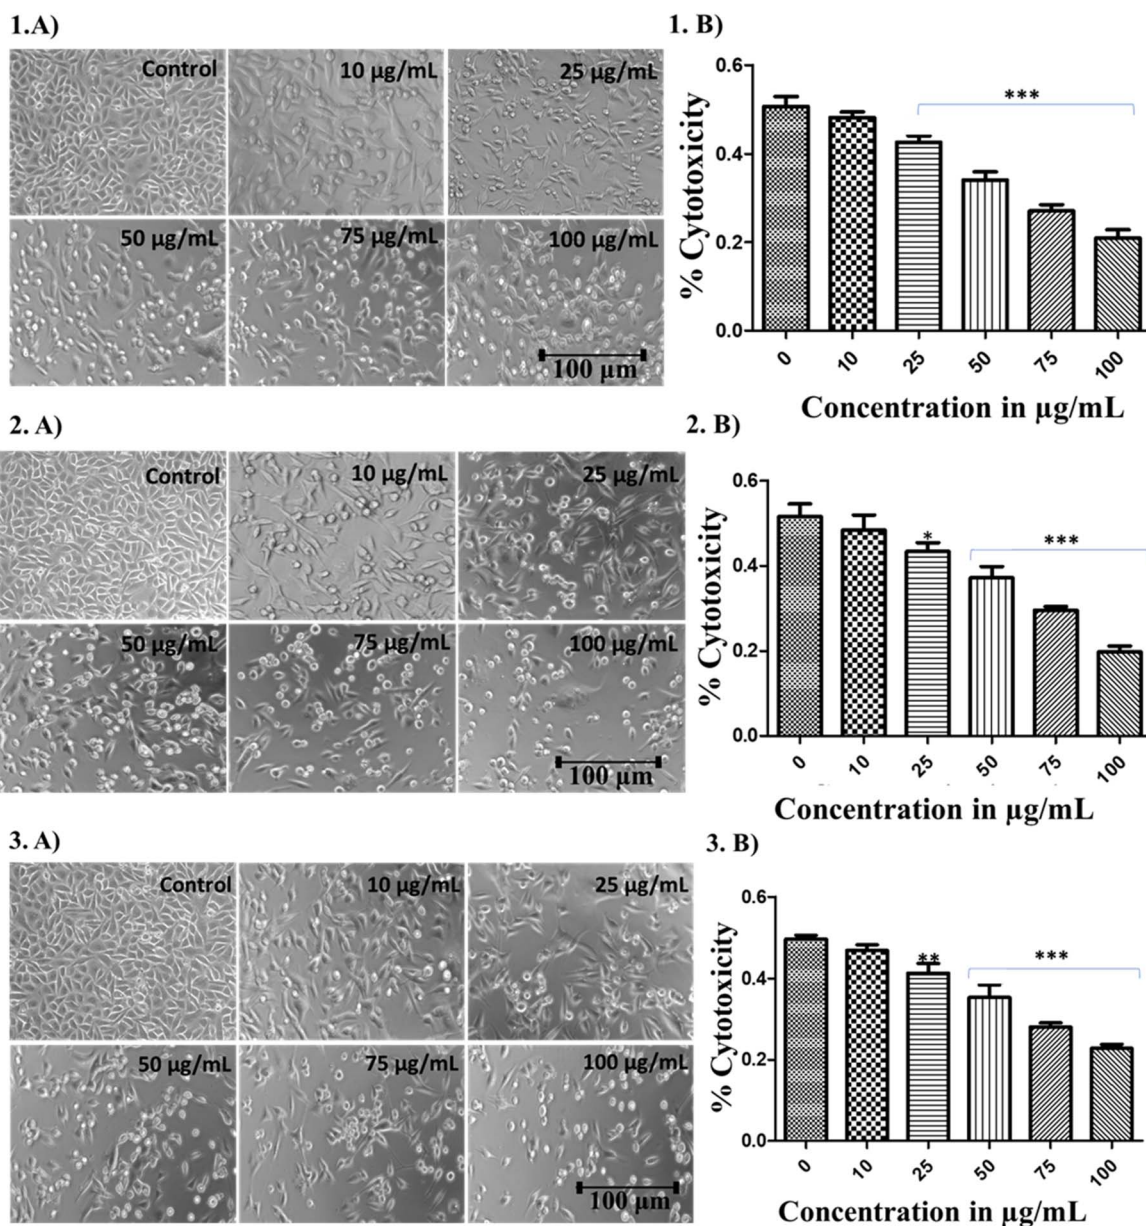 1.A)
Control
10 µg/mL
25 µg/mL
50 µg/mL
75 µg/mL
100 µg/mL
100 µm
1. B)
% Cytotoxicity
0.6
0.4
0.2
0.0
***
0
10
25
50
75
100
Concentration in µg/mL
2. A)
Control
10 µg/mL
25 µg/mL
50 µg/mL
75 µg/mL
100 µg/mL
100 µm
2. B)
% Cytotoxicity
0.6
0.4
0.2
0.0
*
***
0
10
25
50
75
100
Concentration in µg/mL
3. A)
Control
10 µg/mL
25 µg/mL
50 µg/mL
75 µg/mL
100 µg/mL
100 µm
3. B)
% Cytotoxicity
0.6
0.4
0.2
0.0
**
***
0
10
25
50
75
100
Concentration in µg/mL